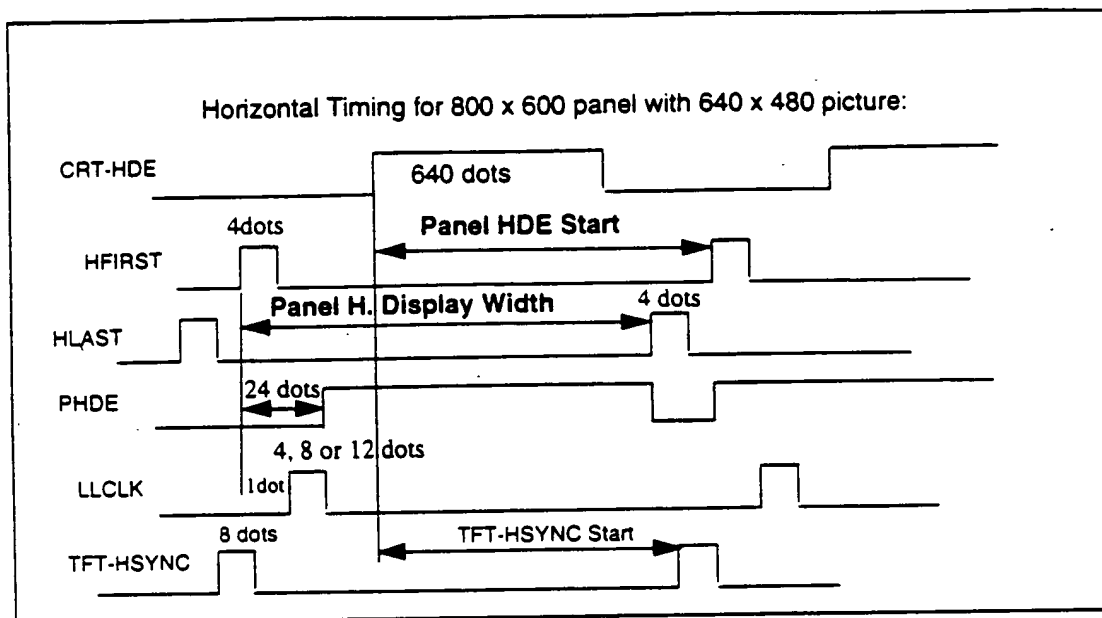 Horizontal Timing for 800 x 600 panel with 640 x 480 picture:
CRT-HDE
640 dots
4dots
Panel HDE Start
HFIRST
Panel H. Display Width
4 dots
HLAST
24 dots
PHDE
4, 8 or 12 dots
LLCLK
1dot
8 dots
TFT-HSYNC Start
TFT-HSYNC